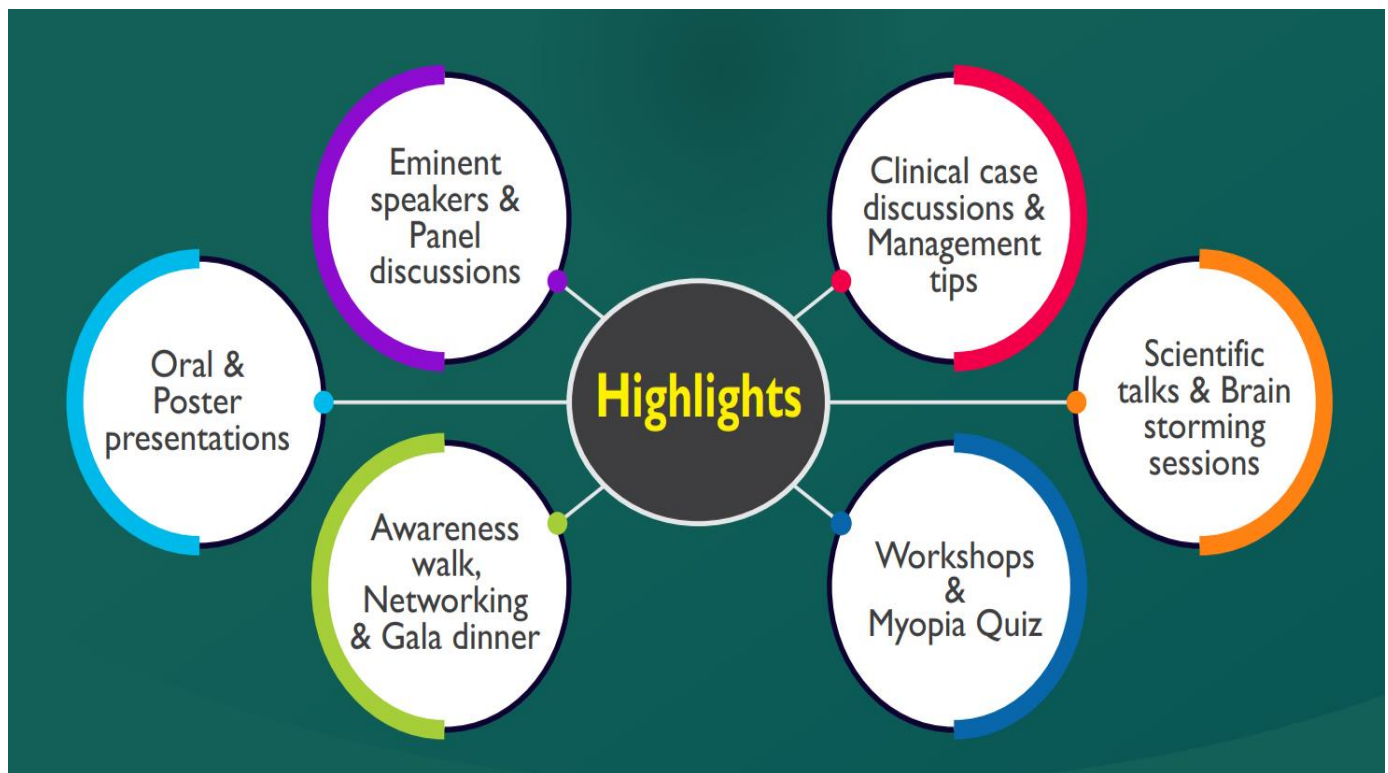 Eminent
speakers &
Panel
discussions
Clinical case
discussions &
Management
tips
Oral &
Poster
presentations
Highlights
Scientific
talks & Brain
storming
sessions
Awareness
walk,
Networking
& Gala dinner
Workshops
&
Myopia Quiz